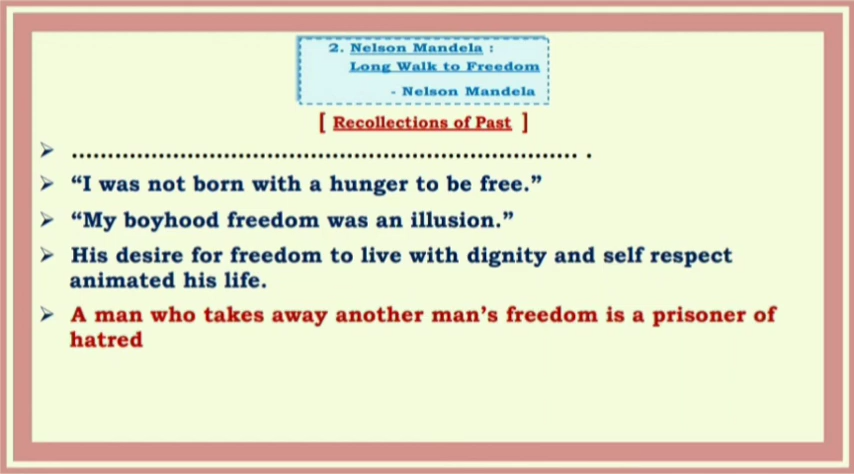 2. Nelson Mandela :
Long Walk to Freedom
- Nelson Mandela
[ Recollections of Past ]
➢ ...................................................................... .
➢ “I was not born with a hunger to be free.”
➢ “My boyhood freedom was an illusion.”
➢ His desire for freedom to live with dignity and self respect
animated his life.
➢ A man who takes away another man’s freedom is a prisoner of
hatred